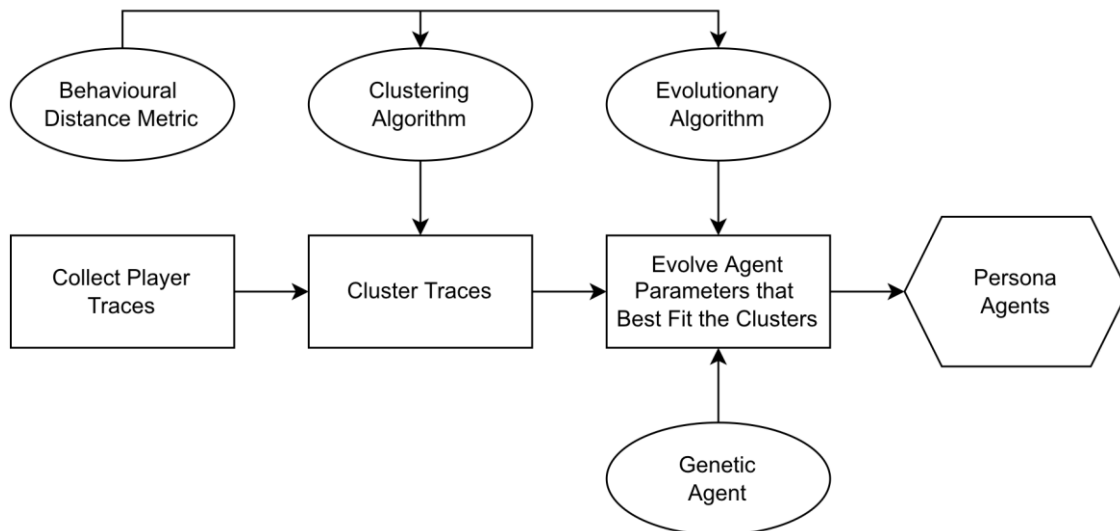 Behavioural
Distance Metric
Clustering
Algorithm
Evolutionary
Algorithm
Collect Player
Traces
Cluster Traces
Evolve Agent
Parameters that
Best Fit the Clusters
Persona
Agents
Genetic
Agent